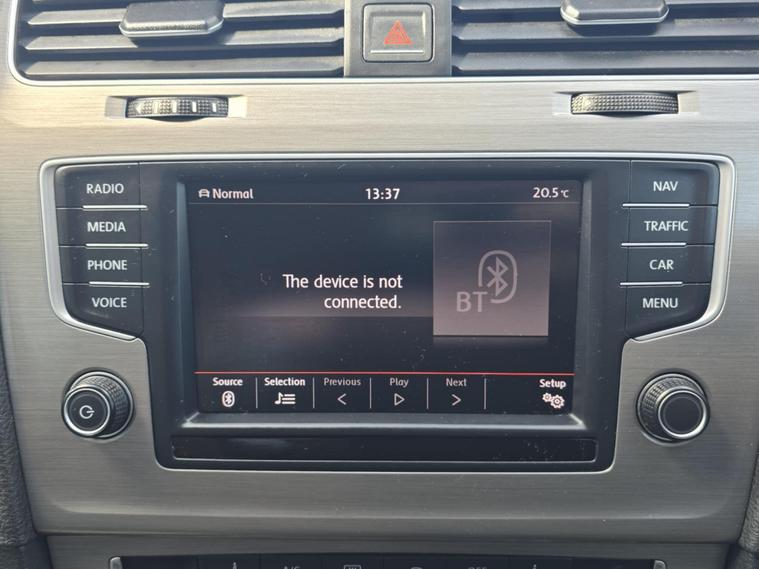 RADIO
MEDIA
PHONE
VOICE
Normal
13:37
20.5 °C
The device is not
connected.
BT
Source
Selection
Previous
Play
Next
Setup
NAV
TRAFFIC
CAR
MENU